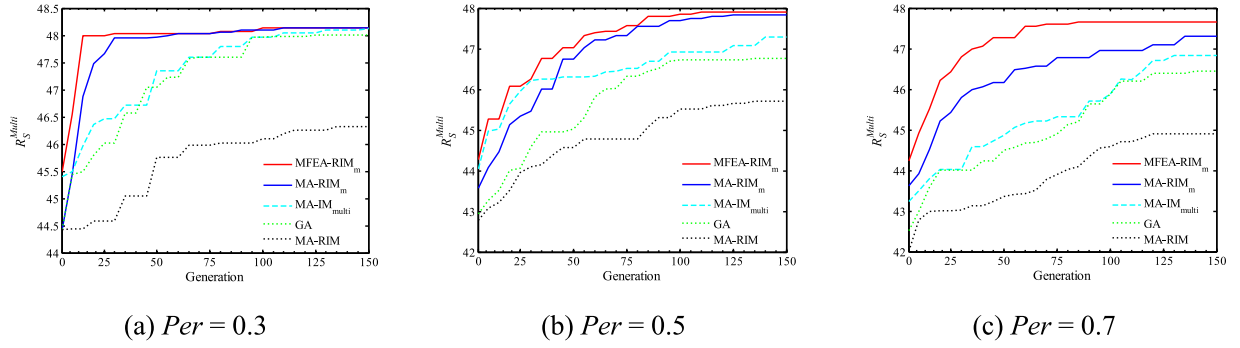 48.5
48
47.5
47
46.5
46
45.5
45
44.5
44
R_S^Multi
0
25
50
75
100
125
150
Generation
MFEA-RIM_m
MA-RIM_m
MA-IM_multi
GA
MA-RIM
(a) Per = 0.3
48
47
46
45
44
43
42
R_S^Multi
0
25
50
75
100
125
150
Generation
MFEA-RIM_m
MA-RIM_m
MA-IM_multi
GA
MA-RIM
(b) Per = 0.5
48
47
46
45
44
43
42
R_S^Multi
0
25
50
75
100
125
150
Generation
MFEA-RIM_m
MA-RIM_m
MA-IM_multi
GA
MA-RIM
(c) Per = 0.7